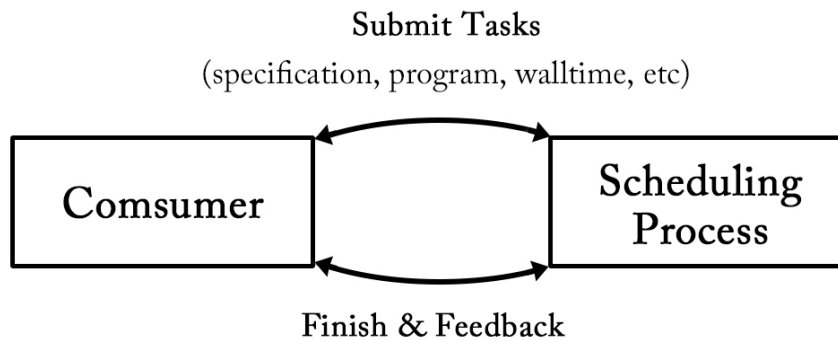 Submit Tasks
(specification, program, walltime, etc)
Comsumer
Scheduling
Process
Finish & Feedback